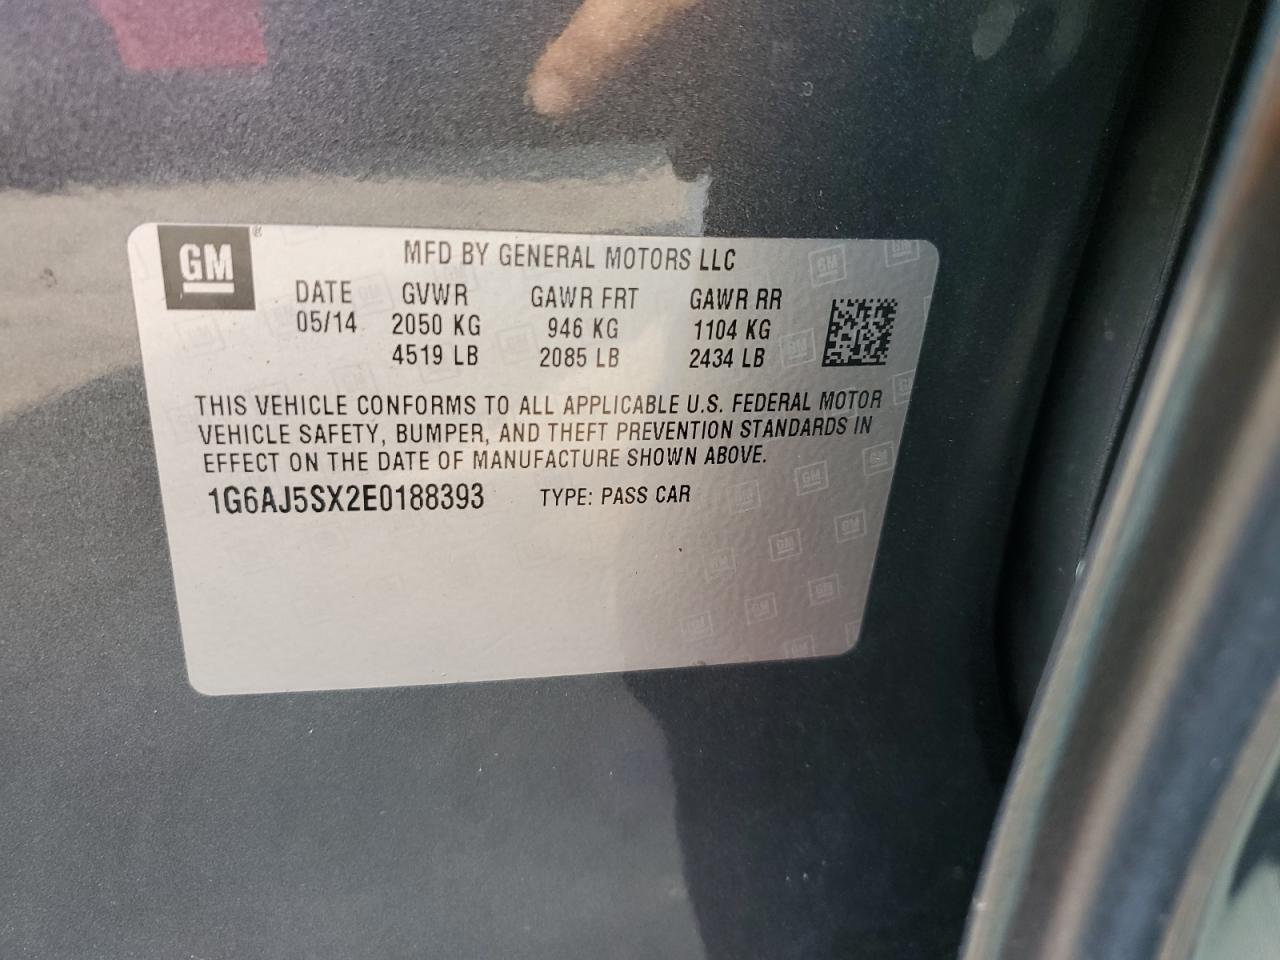 GM ®
MFD BY GENERAL MOTORS LLC
DATE GVWR GAWR FRT GAWR RR
05/14 2050 KG 946 KG 1104 KG
4519 LB 2085 LB 2434 LB
THIS VEHICLE CONFORMS TO ALL APPLICABLE U.S. FEDERAL MOTOR
VEHICLE SAFETY, BUMPER, AND THEFT PREVENTION STANDARDS IN
EFFECT ON THE DATE OF MANUFACTURE SHOWN ABOVE.
1G6AJ5SX2E0188393 TYPE: PASS CAR